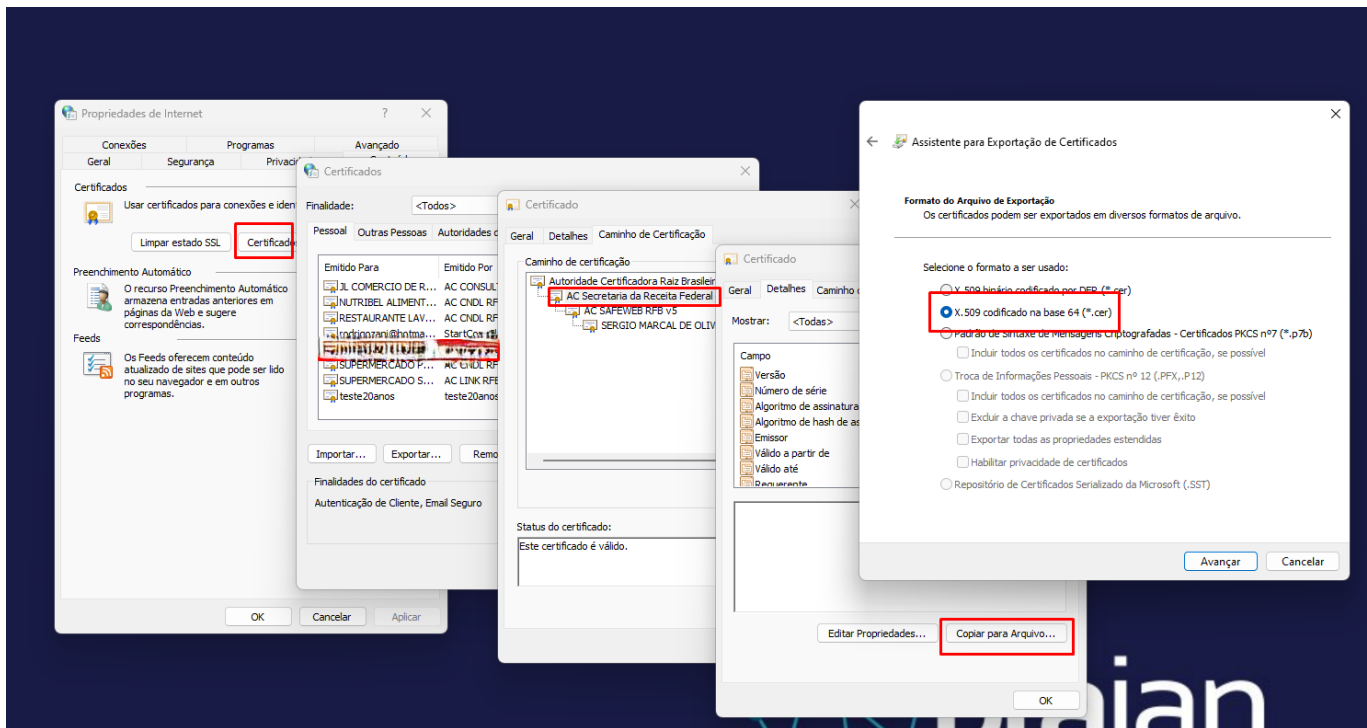 Propriedades de Internet
Conexões Programas Avançado
Geral Segurança
Certificados
Usar certificados para conexões e
Limpar estado SSL
Preenchimento Automático
O recurso Preenchimento Automático
armazena entradas anteriores em
páginas da Web e sugere
correspondências.
Feeds
Os Feeds oferecem conteúdo
atualizado de sites que pode ser lido
no seu navegador e em outros
programas.
OK Cancelar Aplicar
Certificados
Finalidade: <Todos>
Pessoal Outras Pessoas Autoridades
Emitido Para Emitido Por
JL COMERCIO DE R... AC CONSUL
NUTRIBEL ALIMENT... AC CNDL RF
RESTAURANTE LAV... AC CNDL RF
SUPERMERCADO P... AC CNDL RF
SUPERMERCADO S... AC LINK RFB
teste20anos teste20anos
Importar... Exportar... Remo
Finalidades do certificado
Autenticação de Cliente, Email Seguro
Certificado
Geral Detalhes Caminho de Certificação
Caminho de certificação
Autoridade Certificadora Raiz Brasileir
AC Secretaria da Receita Federal
AC SAFEWEB RFB v5
SERGIO MARCAL DE OLIV
Status do certificado:
Este certificado é válido.
Certificado
Geral Detalhes Caminho
Mostrar: <Todas>
Campo
Versão
Número de série
Algoritmo de assinatura
Algoritmo de hash de as
Emissor
Válido a partir de
Válido até
Requerente
Editar Propriedades... Copiar para Arquivo...
OK
Assistente para Exportação de Certificados
Formato do Arquivo de Exportação
Os certificados podem ser exportados em diversos formatos de arquivo.
Selecione o formato a ser usado:
X.509 binário codificado por DER (*.cer)
X.509 codificado na base 64 (*.cer)
Padrão de Sintaxe de Mensagens Criptografadas - Certificados PKCS nº7 (*.p7b)
Incluir todos os certificados no caminho de certificação, se possível
Troca de Informações Pessoais - PKCS nº 12 (.PFX,.P12)
Incluir todos os certificados no caminho de certificação, se possível
Excluir a chave privada se a exportação tiver êxito
Exportar todas as propriedades estendidas
Habilitar privacidade de certificados
Repositório de Certificados Serializado da Microsoft (.SST)
Avançar Cancelar